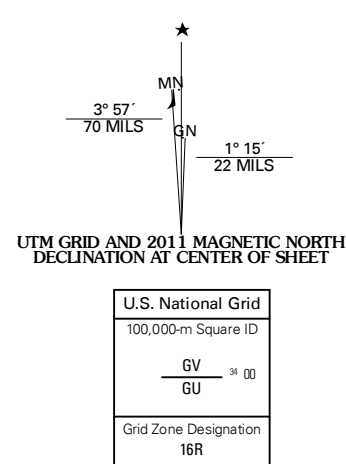 MN
3° 57´
70 MILS
GN
1° 15´
22 MILS
UTM GRID AND 2011 MAGNETIC NORTH
DECLINATION AT CENTER OF SHEET
U.S. National Grid
100,000-m Square ID
GV
34 00
GU
Grid Zone Designation
16R